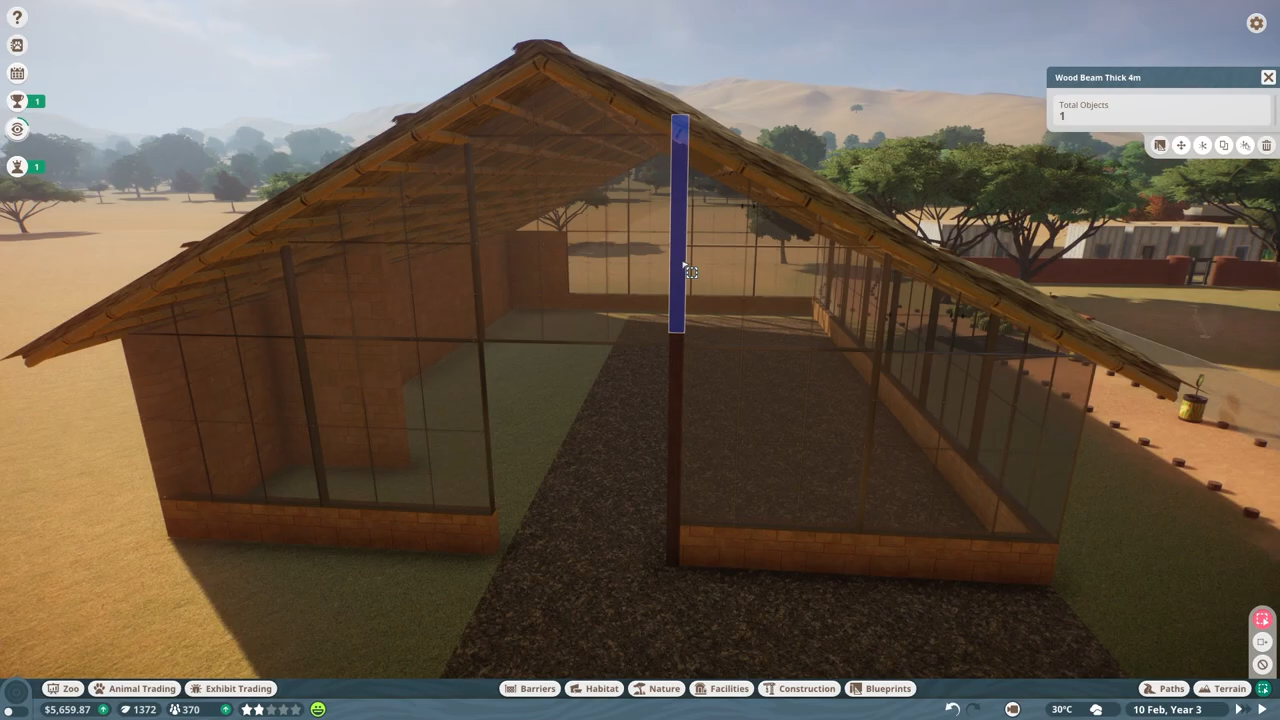 ?
Wood Beam Thick 4m
Total Objects
1
1
1
Zoo
Animal Trading
Exhibit Trading
Barriers
Habitat
Nature
Facilities
Construction
Blueprints
Paths
Terrain
$5,659.87
1372
370
30°C
10 Feb, Year 3